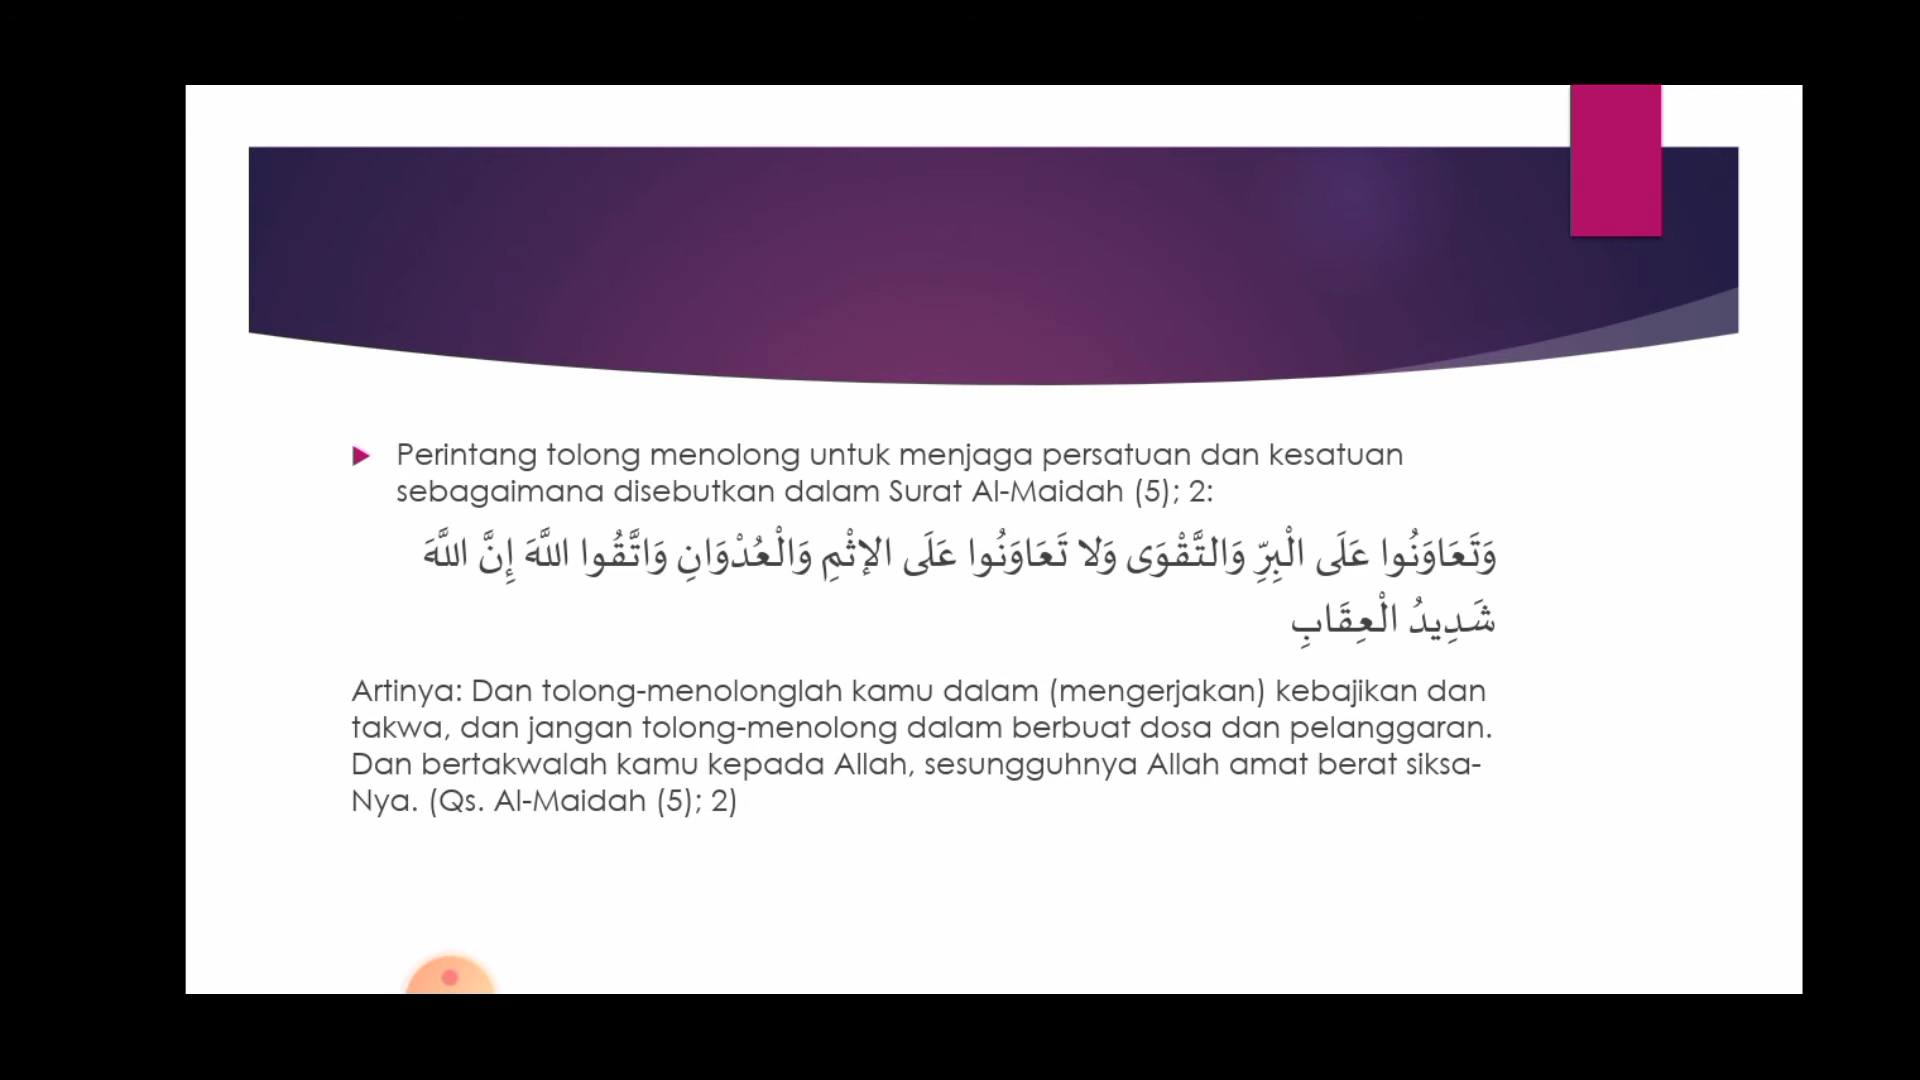 Perintang tolong menolong untuk menjaga persatuan dan kesatuan
sebagaimana disebutkan dalam Surat Al-Maidah (5); 2:
وَتَعَاوَنُوا عَلَى الْبِرِّ وَالتَّقْوَى وَلا تَعَاوَنُوا عَلَى الإثْمِ وَالْعُدْوَانِ وَاتَّقُوا اللَّهَ إِنَّ اللَّهَ
شَدِيدُ الْعِقَابِ
Artinya: Dan tolong-menolonglah kamu dalam (mengerjakan) kebajikan dan
takwa, dan jangan tolong-menolong dalam berbuat dosa dan pelanggaran.
Dan bertakwalah kamu kepada Allah, sesungguhnya Allah amat berat siksa-
Nya. (Qs. Al-Maidah (5); 2)